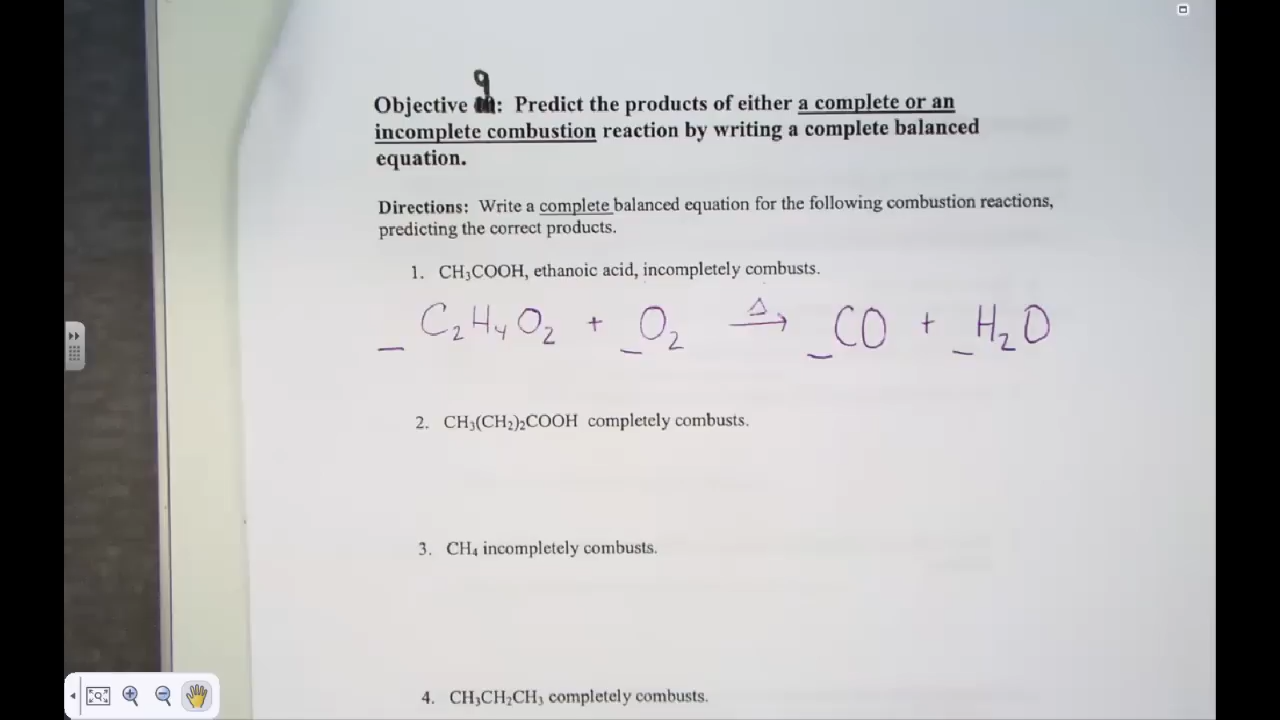 Objective 9: Predict the products of either a complete or an
incomplete combustion reaction by writing a complete balanced
equation.
Directions: Write a complete balanced equation for the following combustion reactions,
predicting the correct products.
1. CH₃COOH, ethanoic acid, incompletely combusts.
_ C₂H₄O₂ + _O₂ Δ→ _CO + _H₂O
2. CH₃(CH₂)₂COOH completely combusts.
3. CH₄ incompletely combusts.
4. CH₃CH₂CH₃ completely combusts.